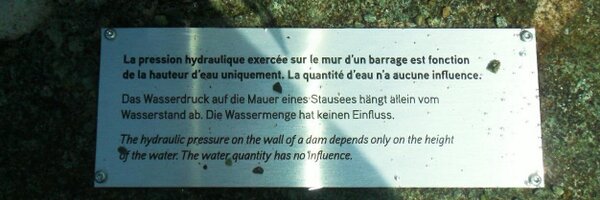 La pression hydraulique exercée sur le mur d'un barrage est fonction
de la hauteur d'eau uniquement. La quantité d'eau n'a aucune influence.
Das Wasserdruck auf die Mauer eines Stausees hängt allein vom
Wasserstand ab. Die Wassermenge hat keinen Einfluss.
The hydraulic pressure on the wall of a dam depends only on the height
of the water. The water quantity has no influence.